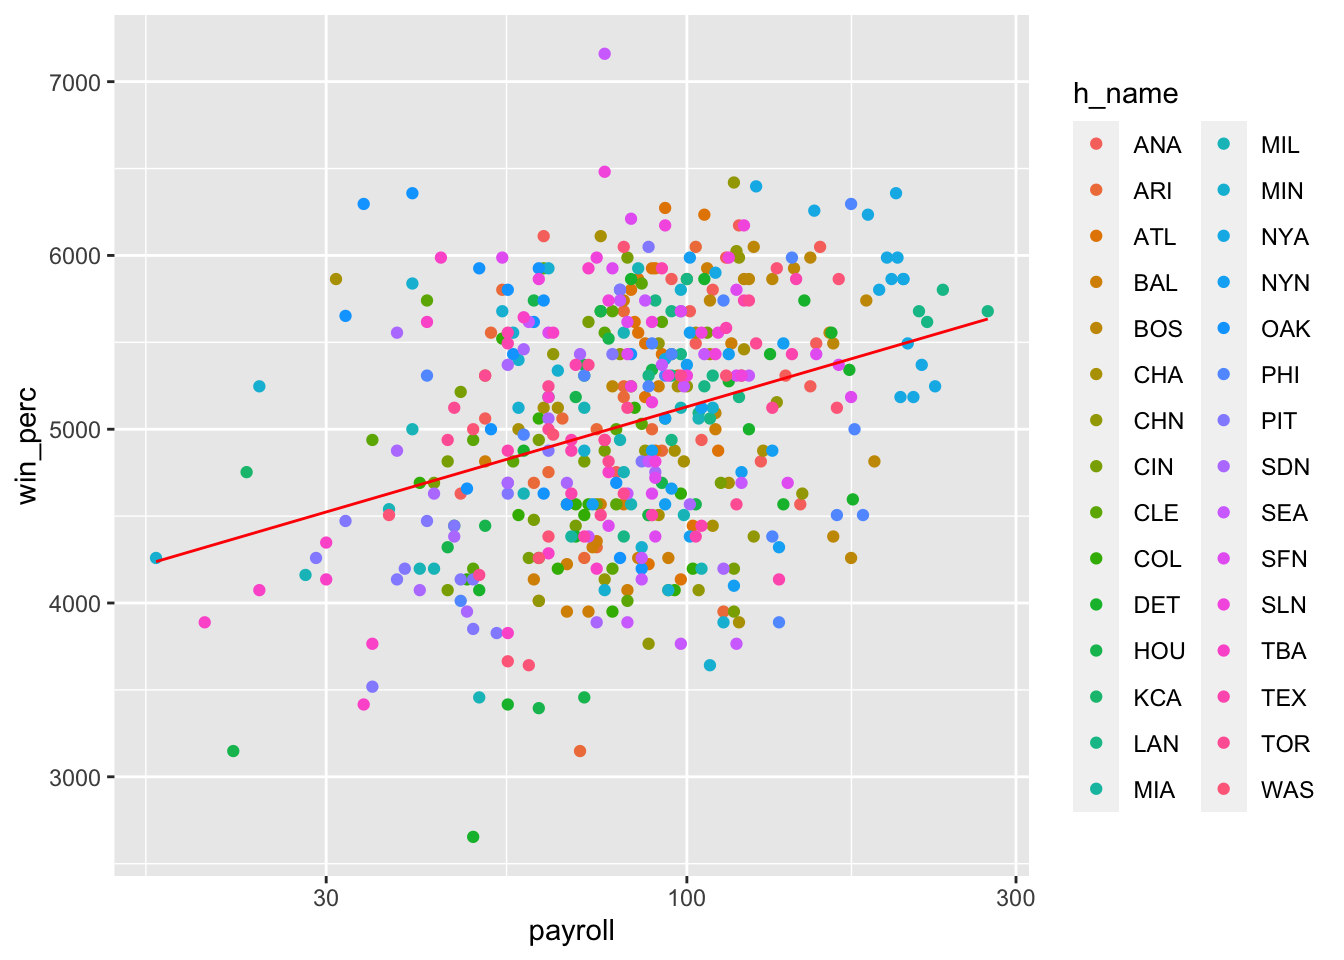 7000
6000
5000
4000
3000
win_perc
30
100
300
payroll
h_name
ANA
ARI
ATL
BAL
BOS
CHA
CHN
CIN
CLE
COL
DET
HOU
KCA
LAN
MIA
MIL
MIN
NYA
NYN
OAK
PHI
PIT
SDN
SEA
SFN
SLN
TBA
TEX
TOR
WAS